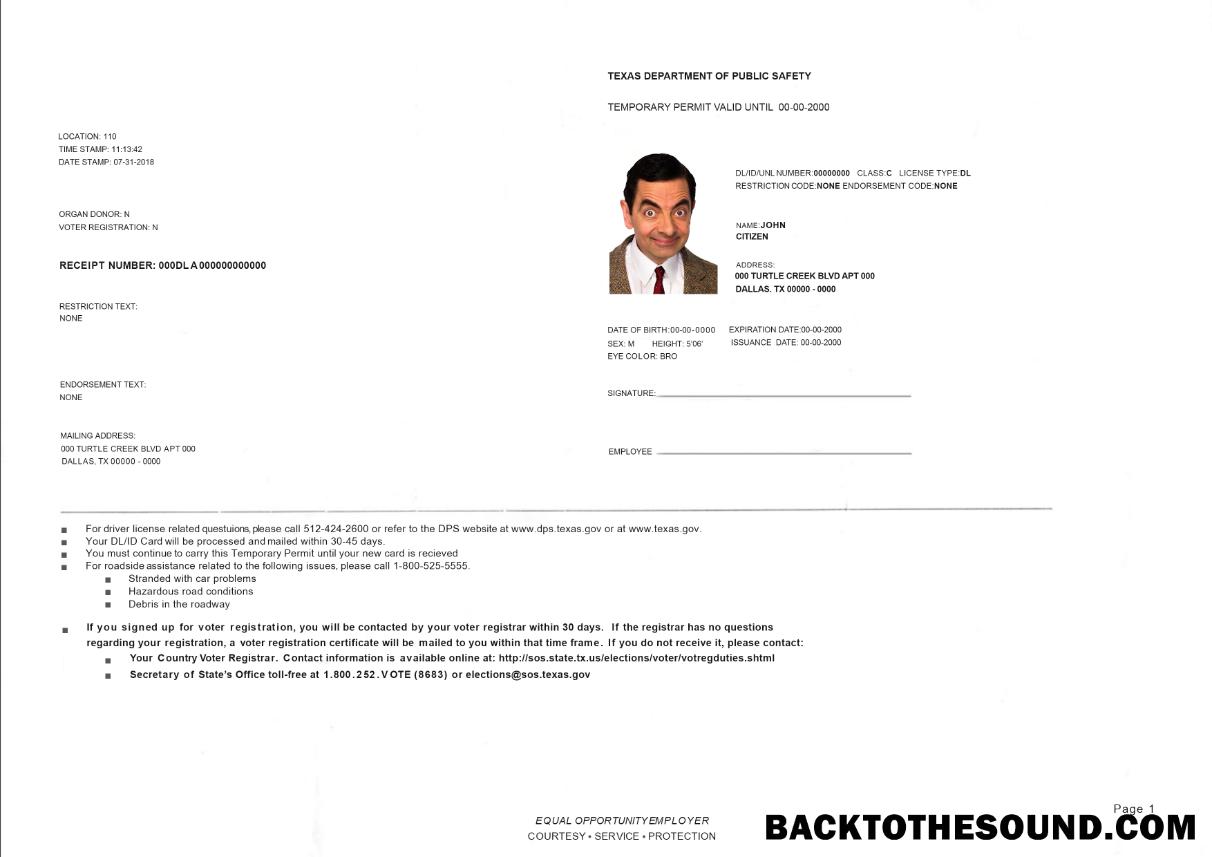 TEXAS DEPARTMENT OF PUBLIC SAFETY
TEMPORARY PERMIT VALID UNTIL 00-00-2000
LOCATION: 110
TIME STAMP: 11:13:42
DATE STAMP: 07-31-2018
ORGAN DONOR: N
VOTER REGISTRATION: N
RECEIPT NUMBER: 000DLA000000000000
RESTRICTION TEXT:
NONE
ENDORSEMENT TEXT:
NONE
MAILING ADDRESS:
000 TURTLE CREEK BLVD APT 000
DALLAS, TX 00000 - 0000
DL/ID/UNL NUMBER:00000000 CLASS:C LICENSE TYPE:DL
RESTRICTION CODE:NONE ENDORSEMENT CODE:NONE
NAME:JOHN
CITIZEN
ADDRESS:
000 TURTLE CREEK BLVD APT 000
DALLAS. TX 00000 - 0000
DATE OF BIRTH:00-00-0000 EXPIRATION DATE:00-00-2000
SEX: M HEIGHT: 5'06' ISSUANCE DATE: 00-00-2000
EYE COLOR: BRO
SIGNATURE:
EMPLOYEE
For driver license related questuions, please call 512-424-2600 or refer to the DPS website at www.dps.texas.gov or at www.texas.gov.
Your DL/ID Card will be processed and mailed within 30-45 days.
You must continue to carry this Temporary Permit until your new card is recieved
For roadside assistance related to the following issues, please call 1-800-525-5555.
Stranded with car problems
Hazardous road conditions
Debris in the roadway
If you signed up for voter registration, you will be contacted by your voter registrar within 30 days. If the registrar has no questions
regarding your registration, a voter registration certificate will be mailed to you within that time frame. If you do not receive it, please contact:
Your Country Voter Registrar. Contact information is available online at: http://sos.state.tx.us/elections/voter/votregduties.shtml
Secretary of State's Office toll-free at 1.800.252.VOTE (8683) or elections@sos.texas.gov
Page 1
EQUAL OPPORTUNITY EMPLOYER
COURTESY • SERVICE • PROTECTION
BACKTOTHESOUND.COM